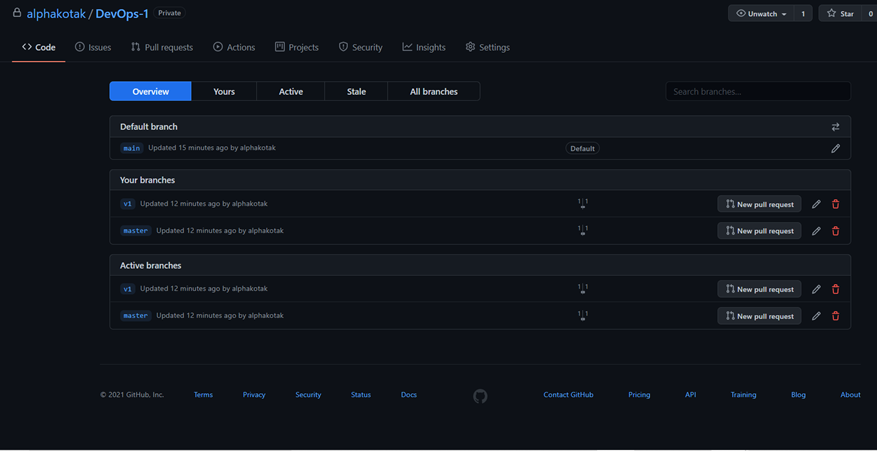 alphakotak / DevOps-1 Private
Unwatch 1 Star 0
Code Issues Pull requests Actions Projects Security Insights Settings
Overview Yours Active Stale All branches Search branches...
Default branch
main Updated 15 minutes ago by alphakotak Default
Your branches
v1 Updated 12 minutes ago by alphakotak 1 1 New pull request
master Updated 12 minutes ago by alphakotak 1 1 New pull request
Active branches
v1 Updated 12 minutes ago by alphakotak 1 1 New pull request
master Updated 12 minutes ago by alphakotak 1 1 New pull request
© 2021 GitHub, Inc. Terms Privacy Security Status Docs Contact GitHub Pricing API Training Blog About